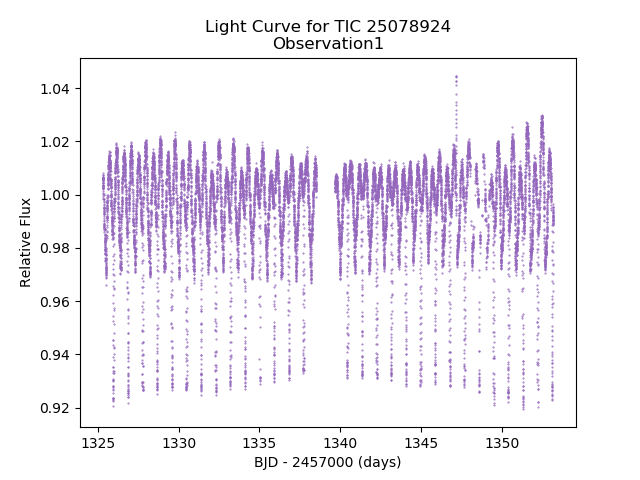 Light Curve for TIC 25078924
Observation1
1.04
1.02
1.00
0.98
0.96
0.94
0.92
Relative Flux
1325 1330 1335 1340 1345 1350
BJD - 2457000 (days)